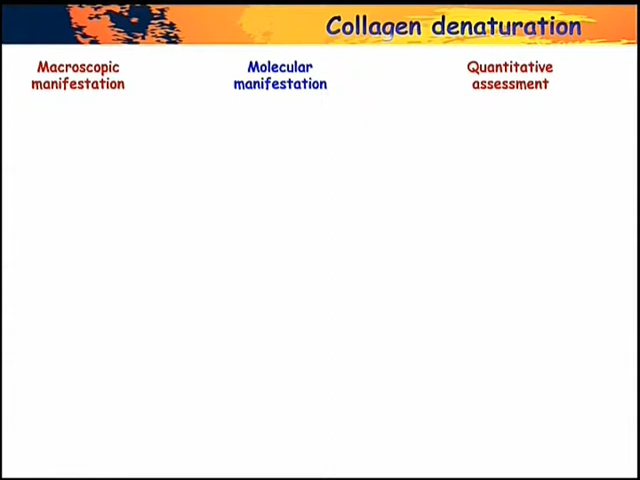 Collagen denaturation
Macroscopic manifestation
Molecular manifestation
Quantitative assessment